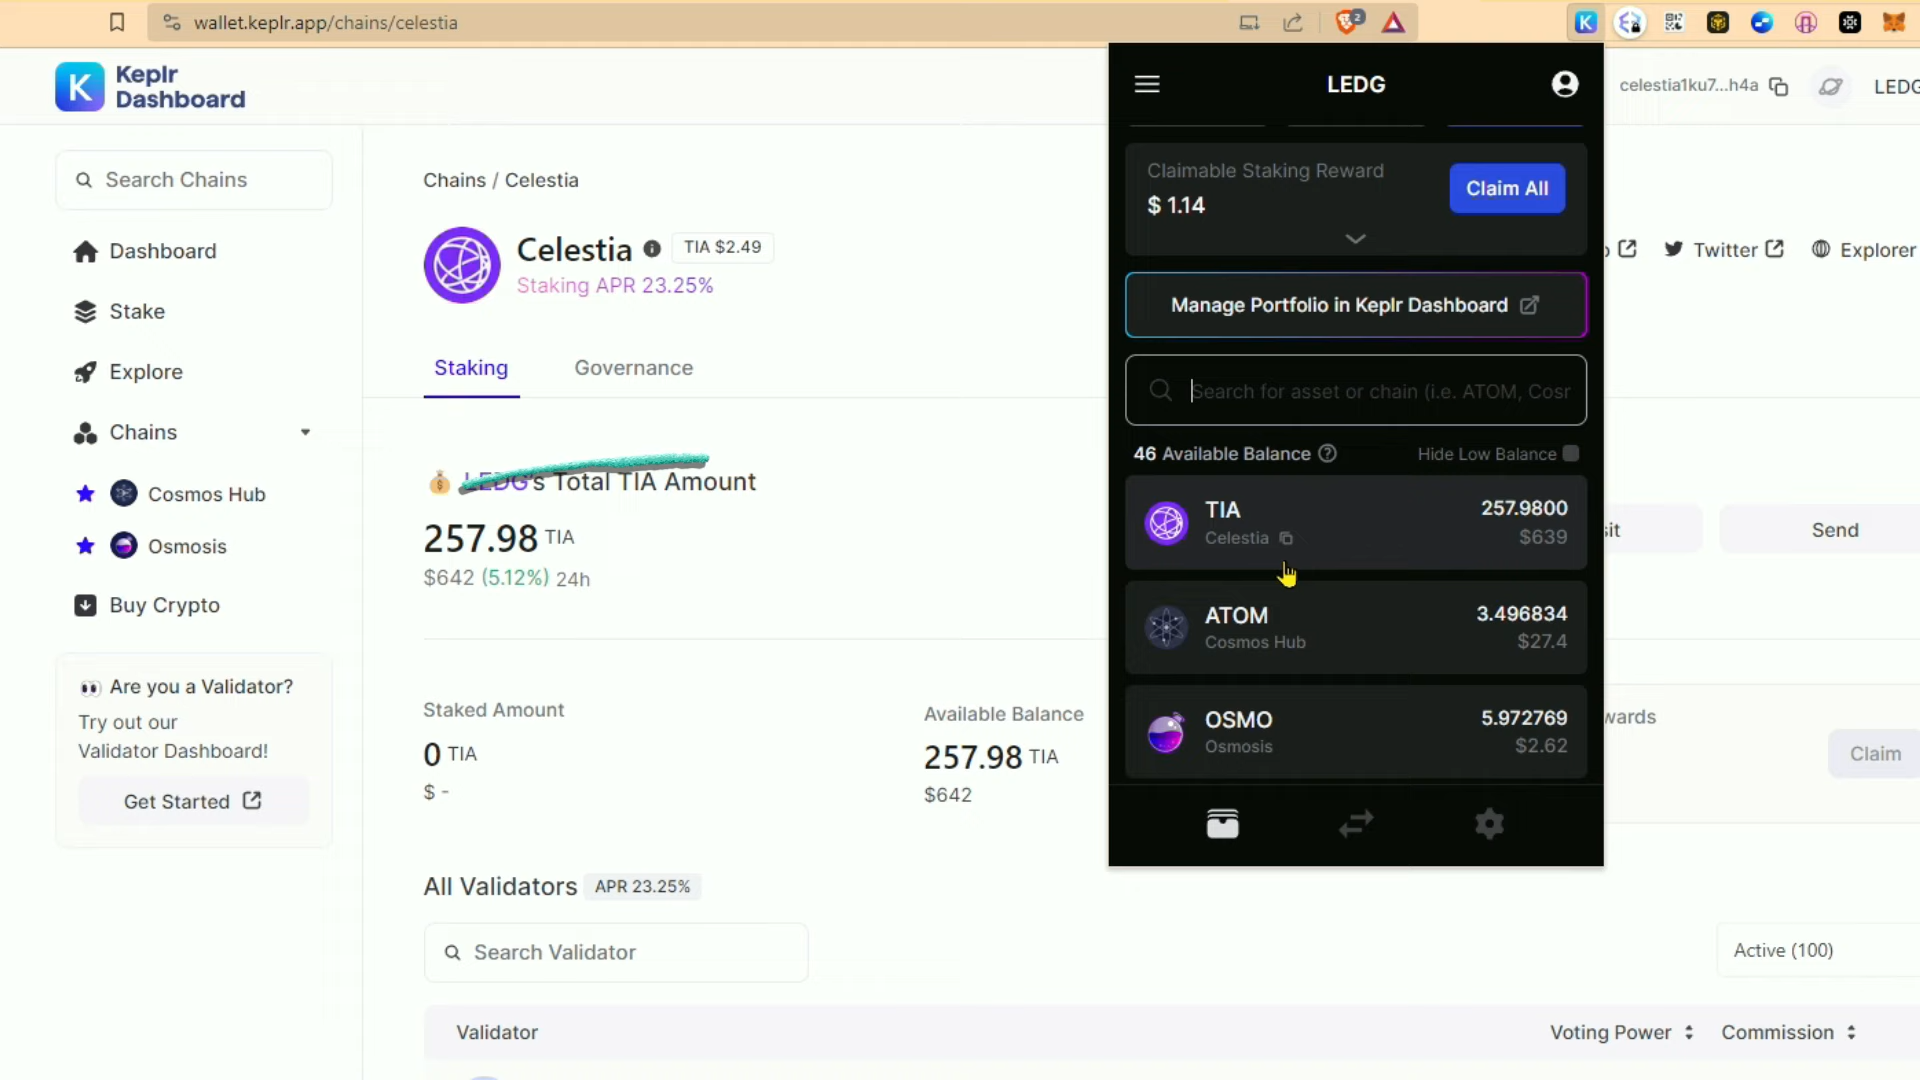 wallet.keplr.app/chains/celestia
2
K
Keplr
Dashboard
celestia1ku7...h4a
LEDG
Search Chains
Dashboard
Stake
Explore
Chains
Cosmos Hub
Osmosis
Buy Crypto
Are you a Validator?
Try out our
Validator Dashboard!
Get Started
Chains / Celestia
Celestia
TIA $2.49
Staking APR 23.25%
Twitter
Explorer
Staking
Governance
LEDG's Total TIA Amount
257.98 TIA
$642 (5.12%) 24h
Send
Staked Amount
0 TIA
$ -
Available Balance
257.98 TIA
$642
Claim
All Validators
APR 23.25%
Search Validator
Active (100)
Validator
Voting Power
Commission
LEDG
Claimable Staking Reward
$ 1.14
Claim All
Manage Portfolio in Keplr Dashboard
Search for asset or chain (i.e. ATOM, Cosr
46 Available Balance
Hide Low Balance
TIA
257.9800
Celestia
$639
ATOM
3.496834
Cosmos Hub
$27.4
OSMO
5.972769
Osmosis
$2.62